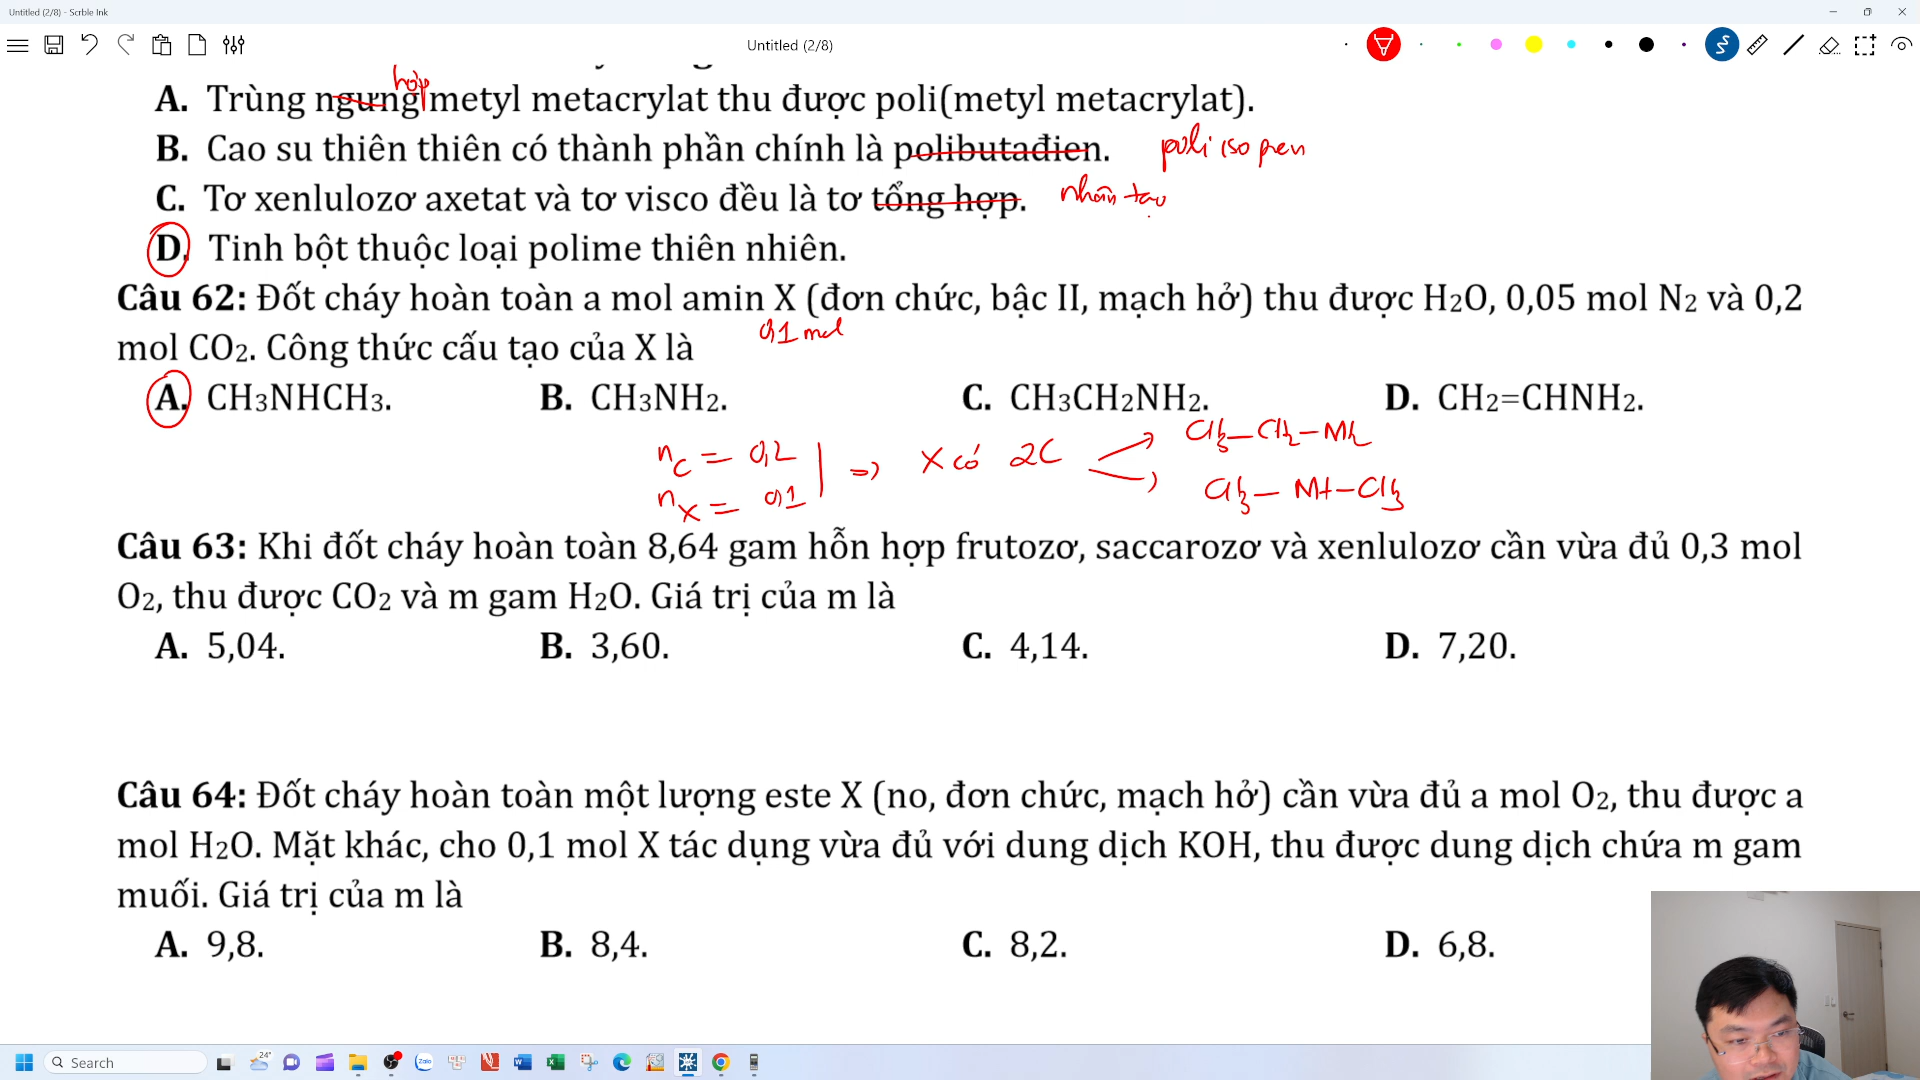 Untitled (2/8) - Scrble Ink
Untitled (2/8)
hợp
A. Trùng ngưng metyl metacrylat thu được poli(metyl metacrylat).
B. Cao su thiên thiên có thành phần chính là polibutađien. poli isopren
C. Tơ xenlulozơ axetat và tơ visco đều là tơ tổng hợp. nhân tạo
D. Tinh bột thuộc loại polime thiên nhiên.
Câu 62: Đốt cháy hoàn toàn a mol amin X (đơn chức, bậc II, mạch hở) thu được H2O, 0,05 mol N2 và 0,2
0,1 mol
mol CO2. Công thức cấu tạo của X là
A. CH3NHCH3. B. CH3NH2. C. CH3CH2NH2. D. CH2=CHNH2.
CH3-CH2-NH2
nC = 0,2 => X có 2C
nX = 0,1 CH3-NH-CH3
Câu 63: Khi đốt cháy hoàn toàn 8,64 gam hỗn hợp frutozơ, saccarozơ và xenlulozơ cần vừa đủ 0,3 mol
O2, thu được CO2 và m gam H2O. Giá trị của m là
A. 5,04. B. 3,60. C. 4,14. D. 7,20.
Câu 64: Đốt cháy hoàn toàn một lượng este X (no, đơn chức, mạch hở) cần vừa đủ a mol O2, thu được a
mol H2O. Mặt khác, cho 0,1 mol X tác dụng vừa đủ với dung dịch KOH, thu được dung dịch chứa m gam
muối. Giá trị của m là
A. 9,8. B. 8,4. C. 8,2. D. 6,8.
Search
24°
Zalo